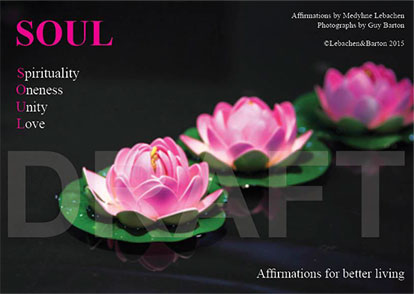 SOUL
Affirmations by Medyhne Lebachen
Photographs by Guy Barton
©Lebachen&Barton 2015
Spirituality
Oneness
Unity
Love
DRAFT
Affirmations for better living